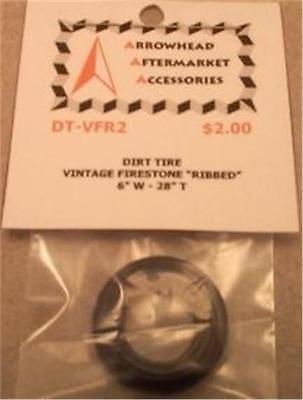 ARROWHEAD
AFTERMARKET
ACCESSORIES
DT-VFR2 $2.00
DIRT TIRE
VINTAGE FIRESTONE "RIBBED"
6" W - 28" T